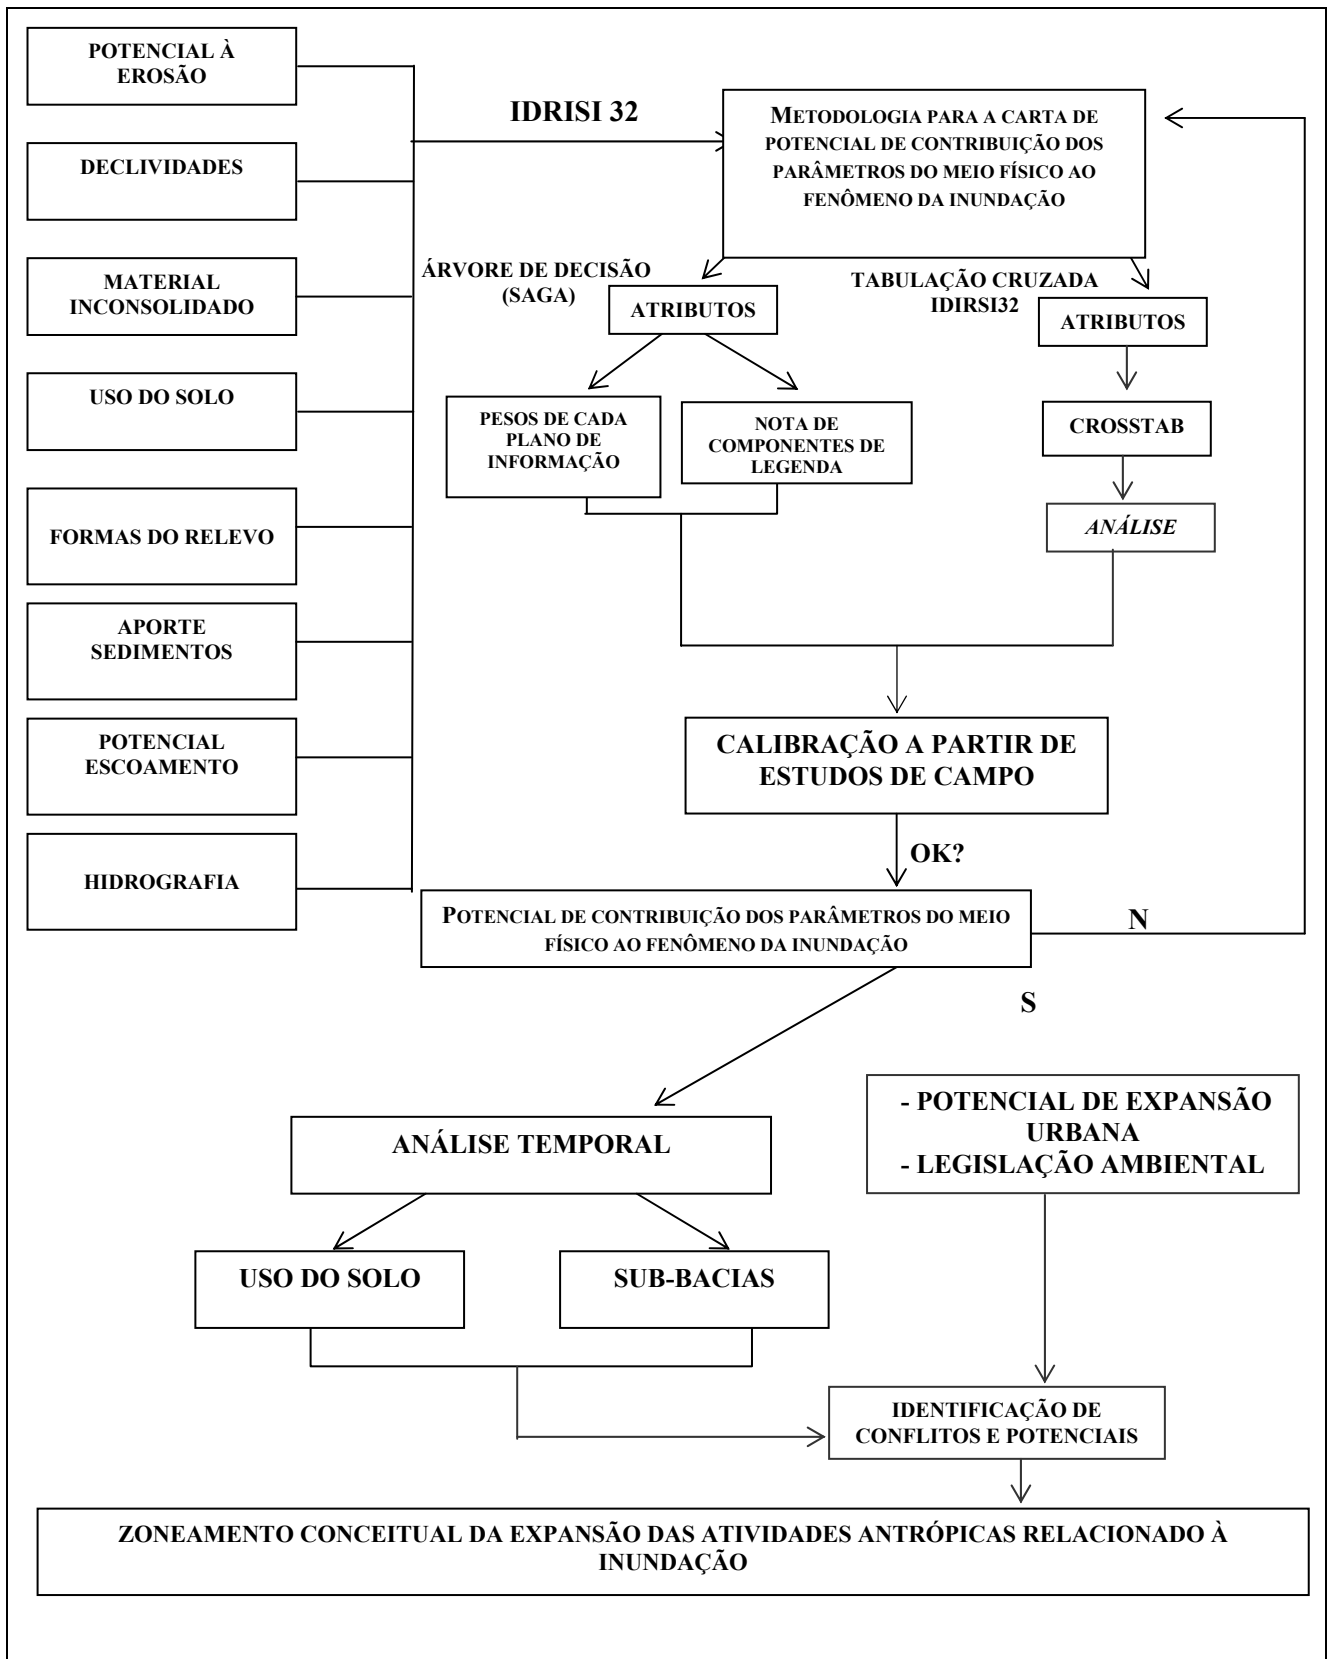 POTENCIAL À
EROSÃO
DECLIVIDADES
MATERIAL
INCONSOLIDADO
USO DO SOLO
FORMAS DO RELEVO
APORTE
SEDIMENTOS
POTENCIAL
ESCOAMENTO
HIDROGRAFIA
IDRISI 32
METODOLOGIA PARA A CARTA DE
POTENCIAL DE CONTRIBUIÇÃO DOS
PARÂMETROS DO MEIO FÍSICO AO
FENÔMENO DA INUNDAÇÃO
ÁRVORE DE DECISÃO
(SAGA)
ATRIBUTOS
TABULAÇÃO CRUZADA
IDIRSI32
ATRIBUTOS
PESOS DE CADA
PLANO DE
INFORMAÇÃO
NOTA DE
COMPONENTES DE
LEGENDA
CROSSTAB
ANÁLISE
CALIBRAÇÃO A PARTIR DE
ESTUDOS DE CAMPO
OK?
POTENCIAL DE CONTRIBUIÇÃO DOS PARÂMETROS DO MEIO
FÍSICO AO FENÔMENO DA INUNDAÇÃO
N
S
ANÁLISE TEMPORAL
- POTENCIAL DE EXPANSÃO
URBANA
- LEGISLAÇÃO AMBIENTAL
USO DO SOLO
SUB-BACIAS
IDENTIFICAÇÃO DE
CONFLITOS E POTENCIAIS
ZONEAMENTO CONCEITUAL DA EXPANSÃO DAS ATIVIDADES ANTRÓPICAS RELACIONADO À
INUNDAÇÃO